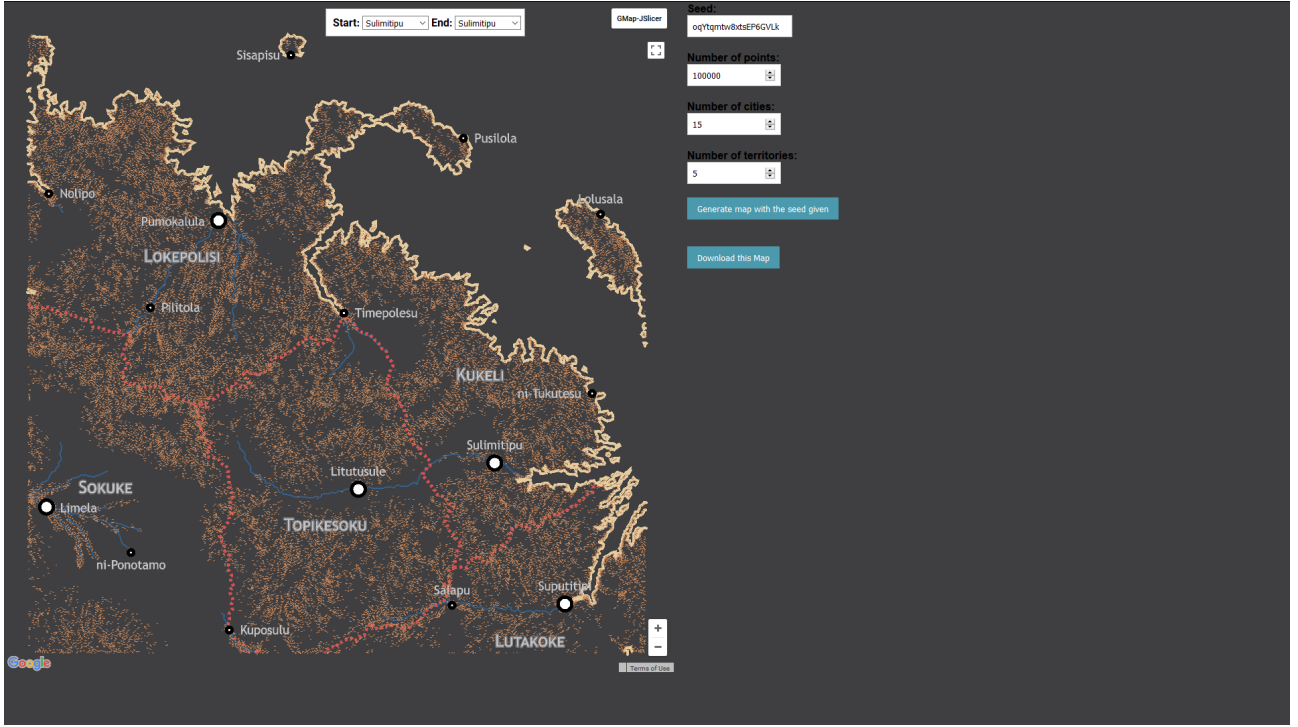 Start: Sulimitipu End: Sulimitipu
GMap-JSlicer
Seed:
oqYtqmtw8xtsEP6GVLk
Number of points:
100000
Number of cities:
15
Number of territories:
5
Generate map with the seed given
Download this Map
Sisapisu
Pusilola
Nolipo
Lolusala
Pumokalula
LOKEPOLISI
Pilitola
Timepolesu
KUKELI
ni-Tukutesu
Sulimitipu
Litutusule
SOKUKE
Limela
TOPIKESOKU
ni-Ponotamo
Salapu
Suputitipi
Kuposulu
LUTAKOKE
+
−
Google
Terms of Use